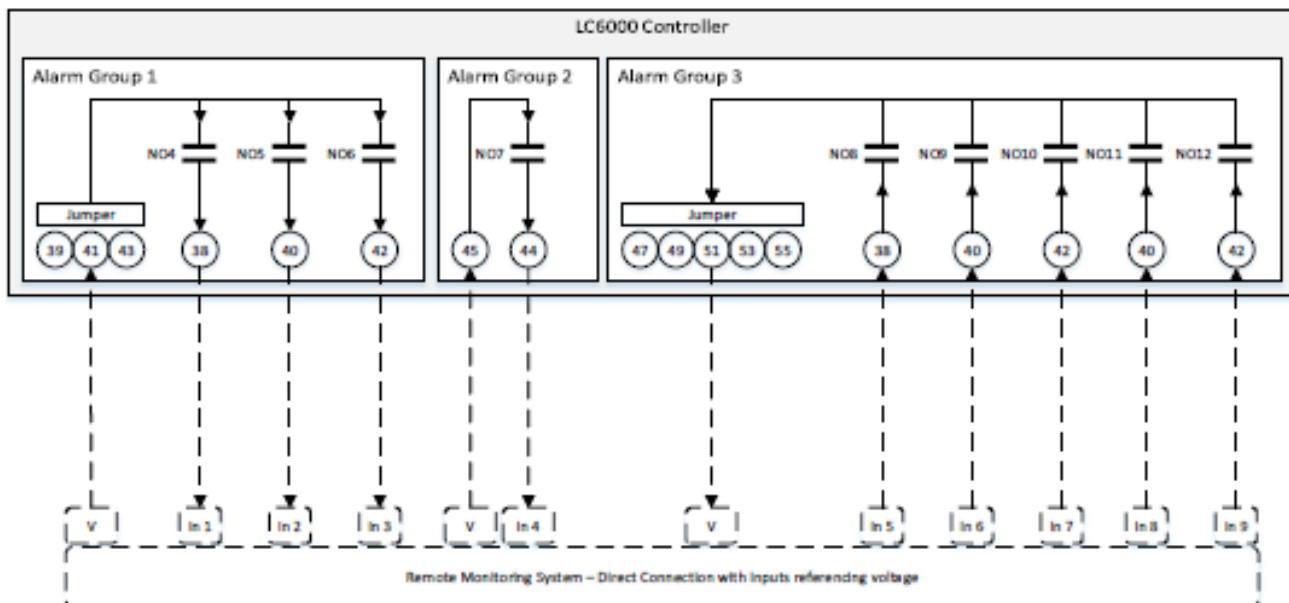 LC6000 Controller
Alarm Group 1
Alarm Group 2
Alarm Group 3
NO4
NO5
NO6
NO7
NO8
NO9
NO10
NO11
NO12
Jumper
Jumper
39 41 43 38 40 42 45 44 47 49 51 53 55 38 40 42 40 42
V In 1 In 2 In 3 V In 4 V In 5 In 6 In 7 In 8 In 9
Remote Monitoring System – Direct Connection with Inputs referencing voltage